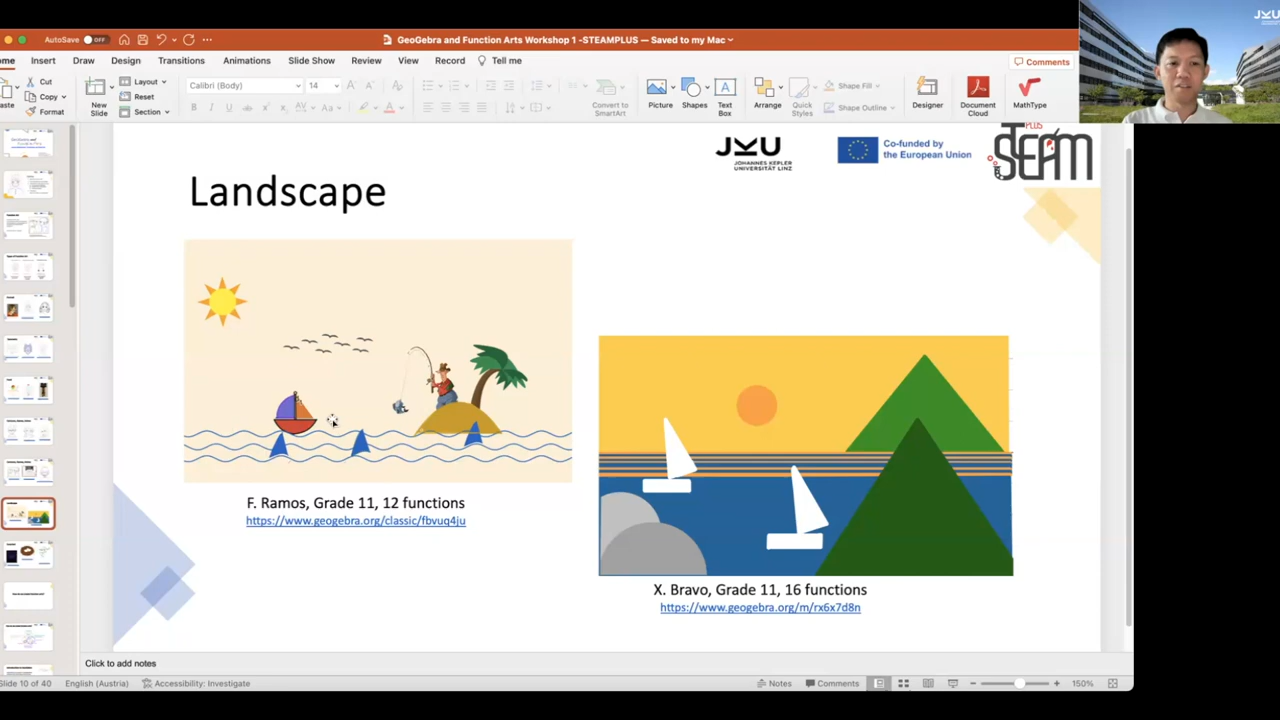 JKU
AutoSave OFF
GeoGebra and Function Arts Workshop 1 -STEAMPLUS — Saved to my Mac
ome Insert Draw Design Transitions Animations Slide Show Review View Record Tell me
Comments
aste
Cut
Copy
Format
New Slide
Layout
Reset
Section
Calibri (Body) 14
Convert to SmartArt
Picture
Shapes
Text Box
Arrange
Quick Styles
Shape Fill
Shape Outline
Designer
Document Cloud
MathType
JKU
JOHANNES KEPLER
UNIVERSITÄT LINZ
Co-funded by
the European Union
PLUS
STEAM
Landscape
F. Ramos, Grade 11, 12 functions
https://www.geogebra.org/classic/fbvuq4ju
X. Bravo, Grade 11, 16 functions
https://www.geogebra.org/m/rx6x7d8n
Click to add notes
Slide 10 of 40 English (Austria) Accessibility: Investigate
Notes Comments 150%